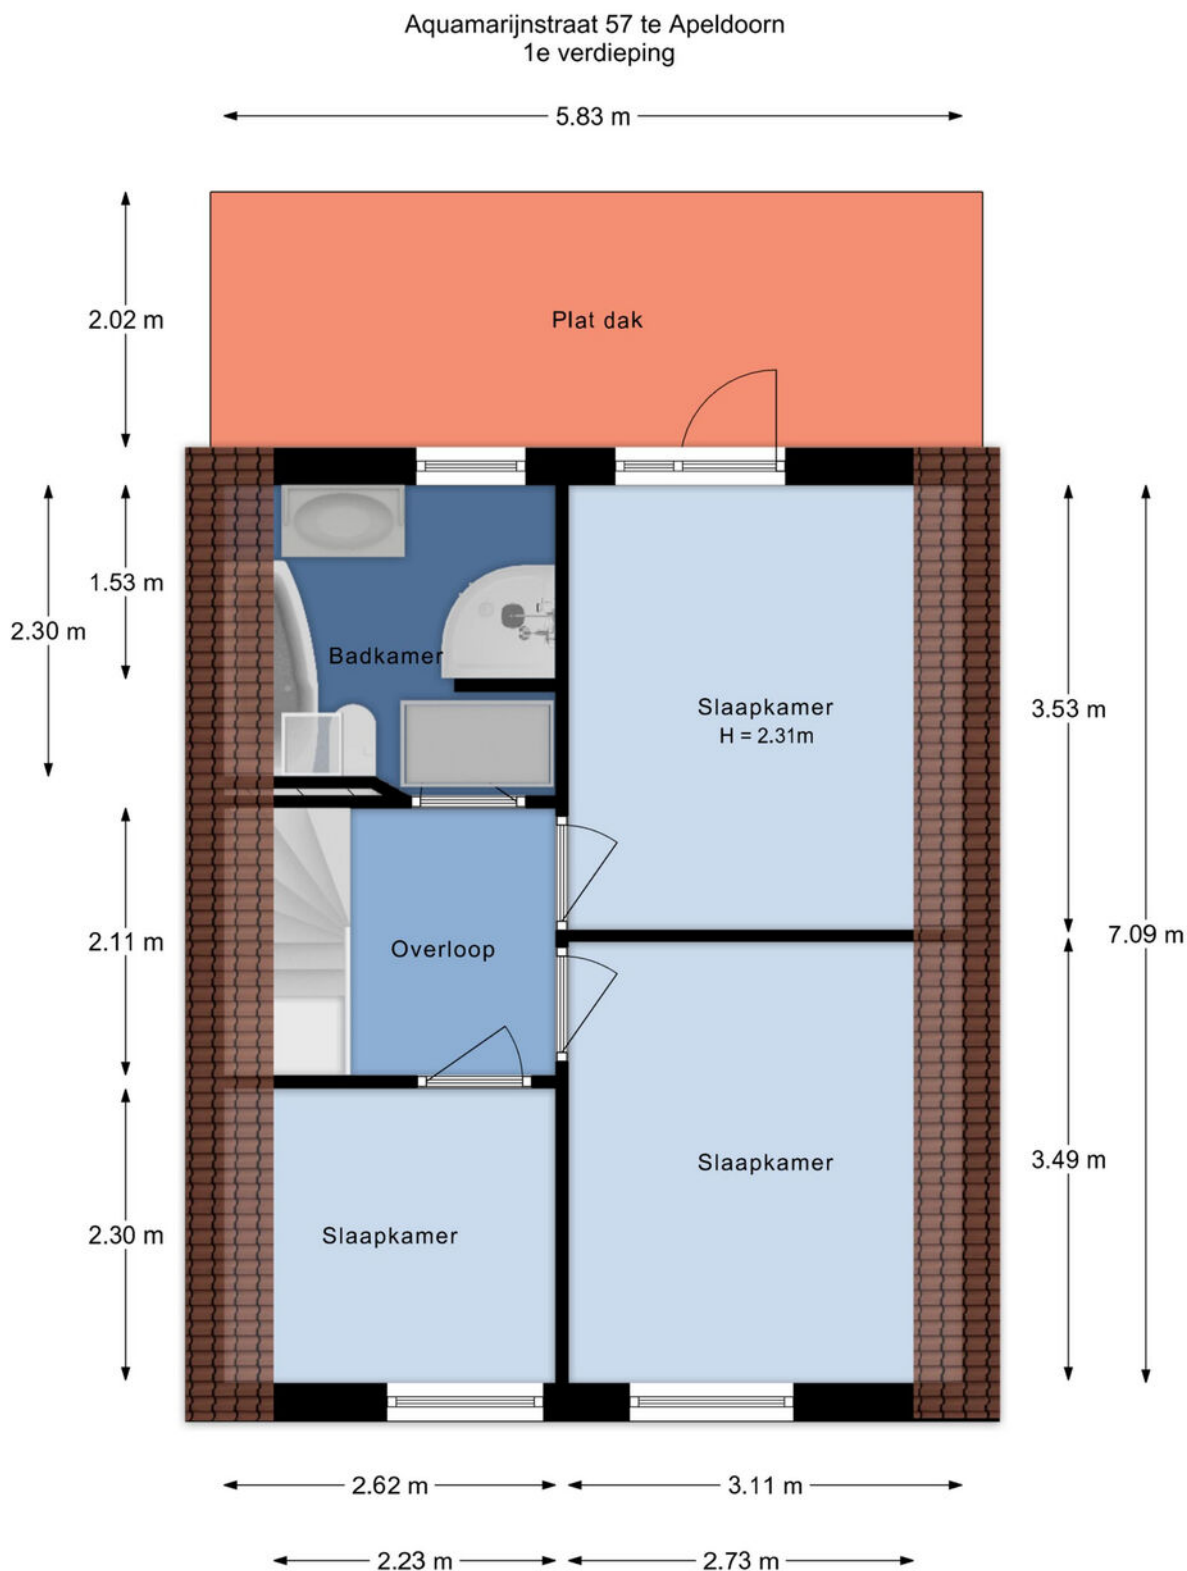 Aquamarijnstraat 57 te Apeldoorn
1e verdieping
5.83 m
2.02 m
Plat dak
1.53 m
2.30 m
Badkamer
Slaapkamer
H = 2.31m
3.53 m
7.09 m
2.11 m
Overloop
3.49 m
Slaapkamer
2.30 m
Slaapkamer
2.62 m
3.11 m
2.23 m
2.73 m